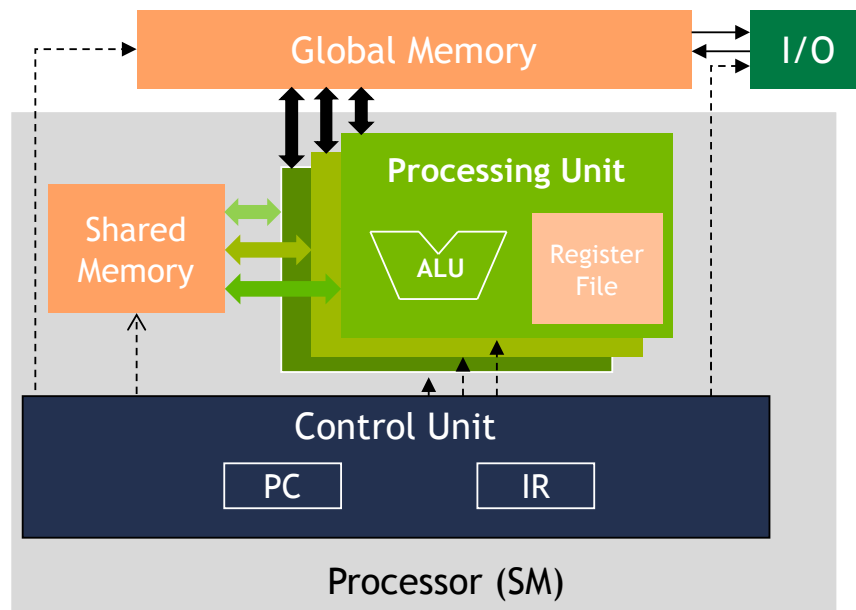 Global Memory
I/O
Processing Unit
Shared
Memory
ALU
Register
File
Control Unit
PC
IR
Processor (SM)